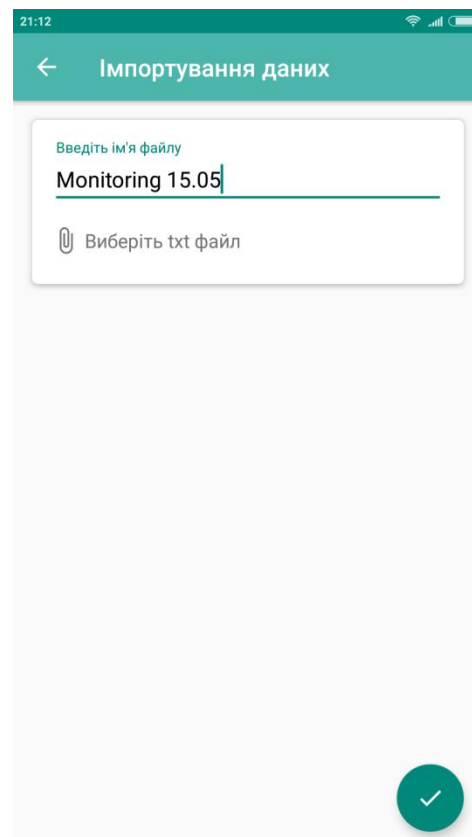 21:12
Імпортування даних
Введіть ім'я файлу
Monitoring 15.05
Виберіть txt файл